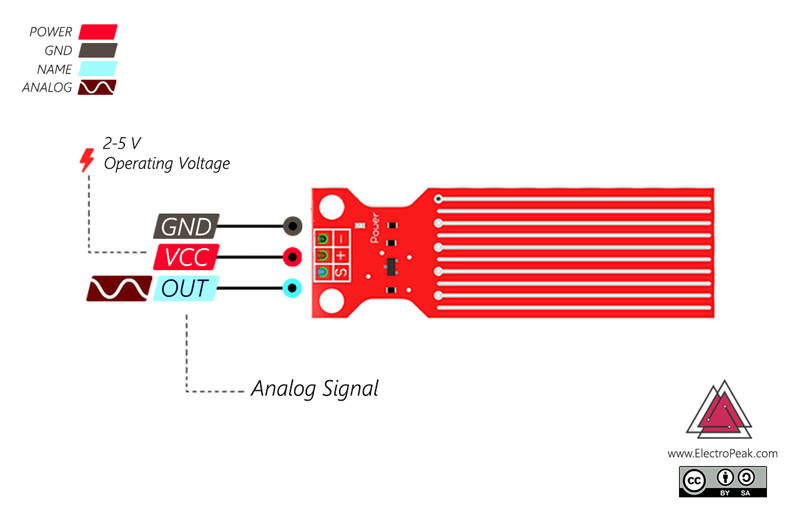 POWER
GND
NAME
ANALOG
2-5 V
Operating Voltage
GND
VCC
OUT
Power
-
+
S
Analog Signal
www.ElectroPeak.com
cc
BY SA